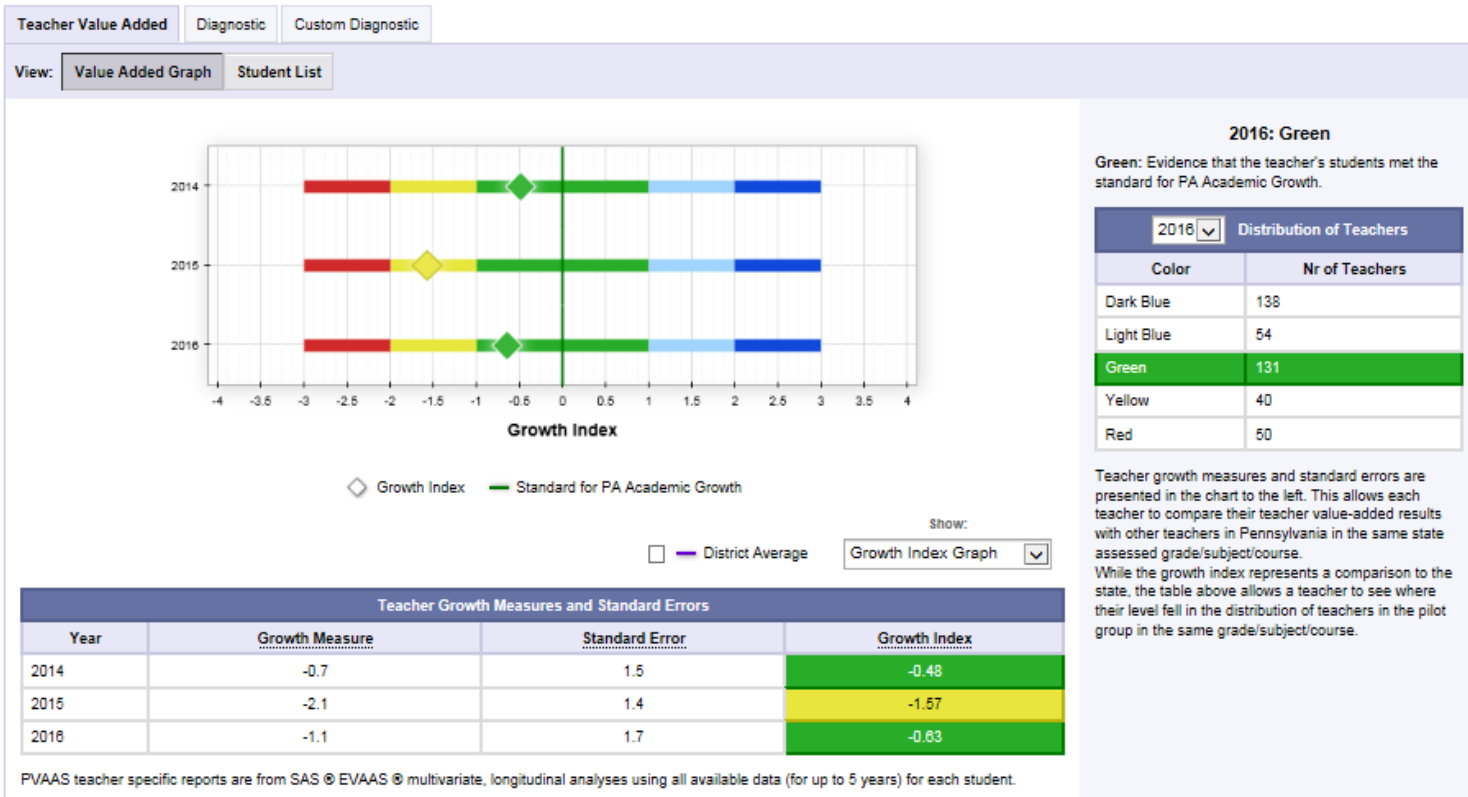 Teacher Value Added Diagnostic Custom Diagnostic
View: Value Added Graph Student List
2014
2015
2016
-4 -3.5 -3 -2.5 -2 -1.5 -1 -0.5 0 0.5 1 1.5 2 2.5 3 3.5 4
Growth Index
Growth Index Standard for PA Academic Growth
Show:
District Average Growth Index Graph
Teacher Growth Measures and Standard Errors
Year Growth Measure Standard Error Growth Index
2014 -0.7 1.5 -0.48
2015 -2.1 1.4 -1.57
2016 -1.1 1.7 -0.63
PVAAS teacher specific reports are from SAS ® EVAAS ® multivariate, longitudinal analyses using all available data (for up to 5 years) for each student.
2016: Green
Green: Evidence that the teacher's students met the
standard for PA Academic Growth.
2016 Distribution of Teachers
Color Nr of Teachers
Dark Blue 138
Light Blue 54
Green 131
Yellow 40
Red 50
Teacher growth measures and standard errors are
presented in the chart to the left. This allows each
teacher to compare their teacher value-added results
with other teachers in Pennsylvania in the same state
assessed grade/subject/course.
While the growth index represents a comparison to the
state, the table above allows a teacher to see where
their level fell in the distribution of teachers in the pilot
group in the same grade/subject/course.